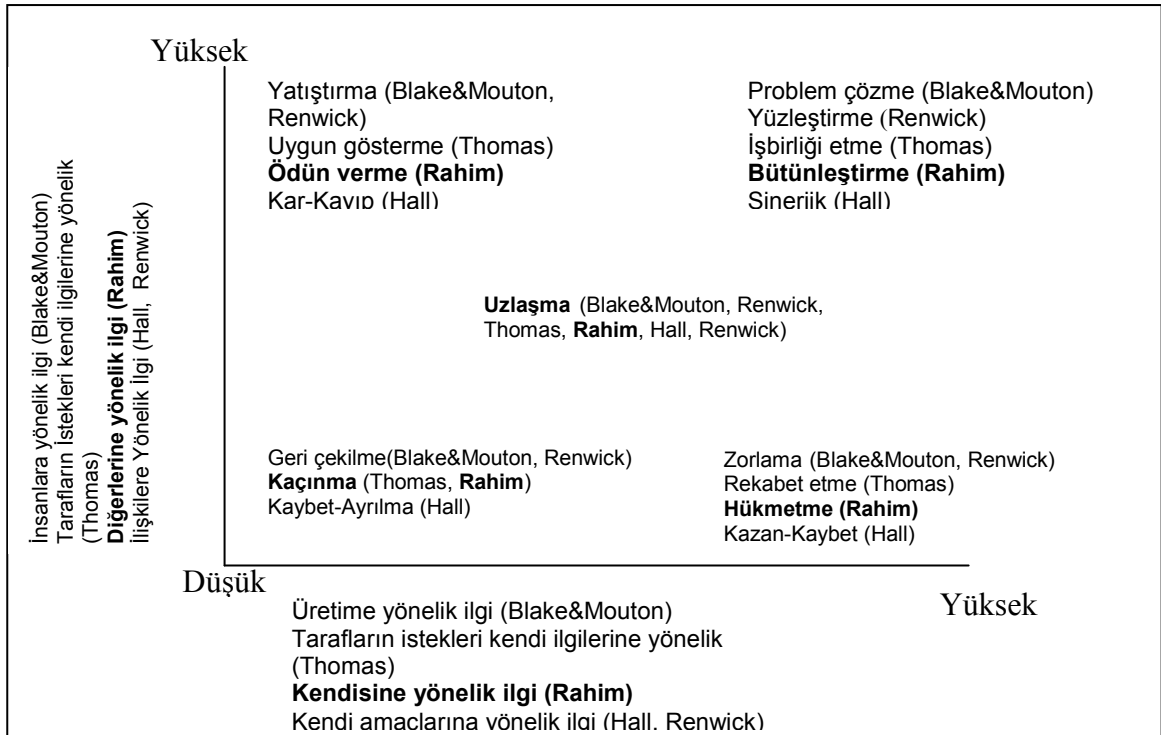 Yüksek
Yatıştırma (Blake&Mouton,
Renwick)
Uygun gösterme (Thomas)
Ödün verme (Rahim)
Kar-Kayıp (Hall)
Problem çözme (Blake&Mouton)
Yüzleştirme (Renwick)
İşbirliği etme (Thomas)
Bütünleştirme (Rahim)
Sinerjik (Hall)
İnsanlara yönelik ilgi (Blake&Mouton)
Tarafların İstekleri kendi ilgilerine yönelik
(Thomas)
Diğerlerine yönelik ilgi (Rahim)
İlişkilere Yönelik İlgi (Hall, Renwick)
Uzlaşma (Blake&Mouton, Renwick,
Thomas, Rahim, Hall, Renwick)
Geri çekilme(Blake&Mouton, Renwick)
Kaçınma (Thomas, Rahim)
Kaybet-Ayrılma (Hall)
Zorlama (Blake&Mouton, Renwick)
Rekabet etme (Thomas)
Hükmetme (Rahim)
Kazan-Kaybet (Hall)
Düşük
Yüksek
Üretime yönelik ilgi (Blake&Mouton)
Tarafların istekleri kendi ilgilerine yönelik
(Thomas)
Kendisine yönelik ilgi (Rahim)
Kendi amaçlarına yönelik ilgi (Hall, Renwick)